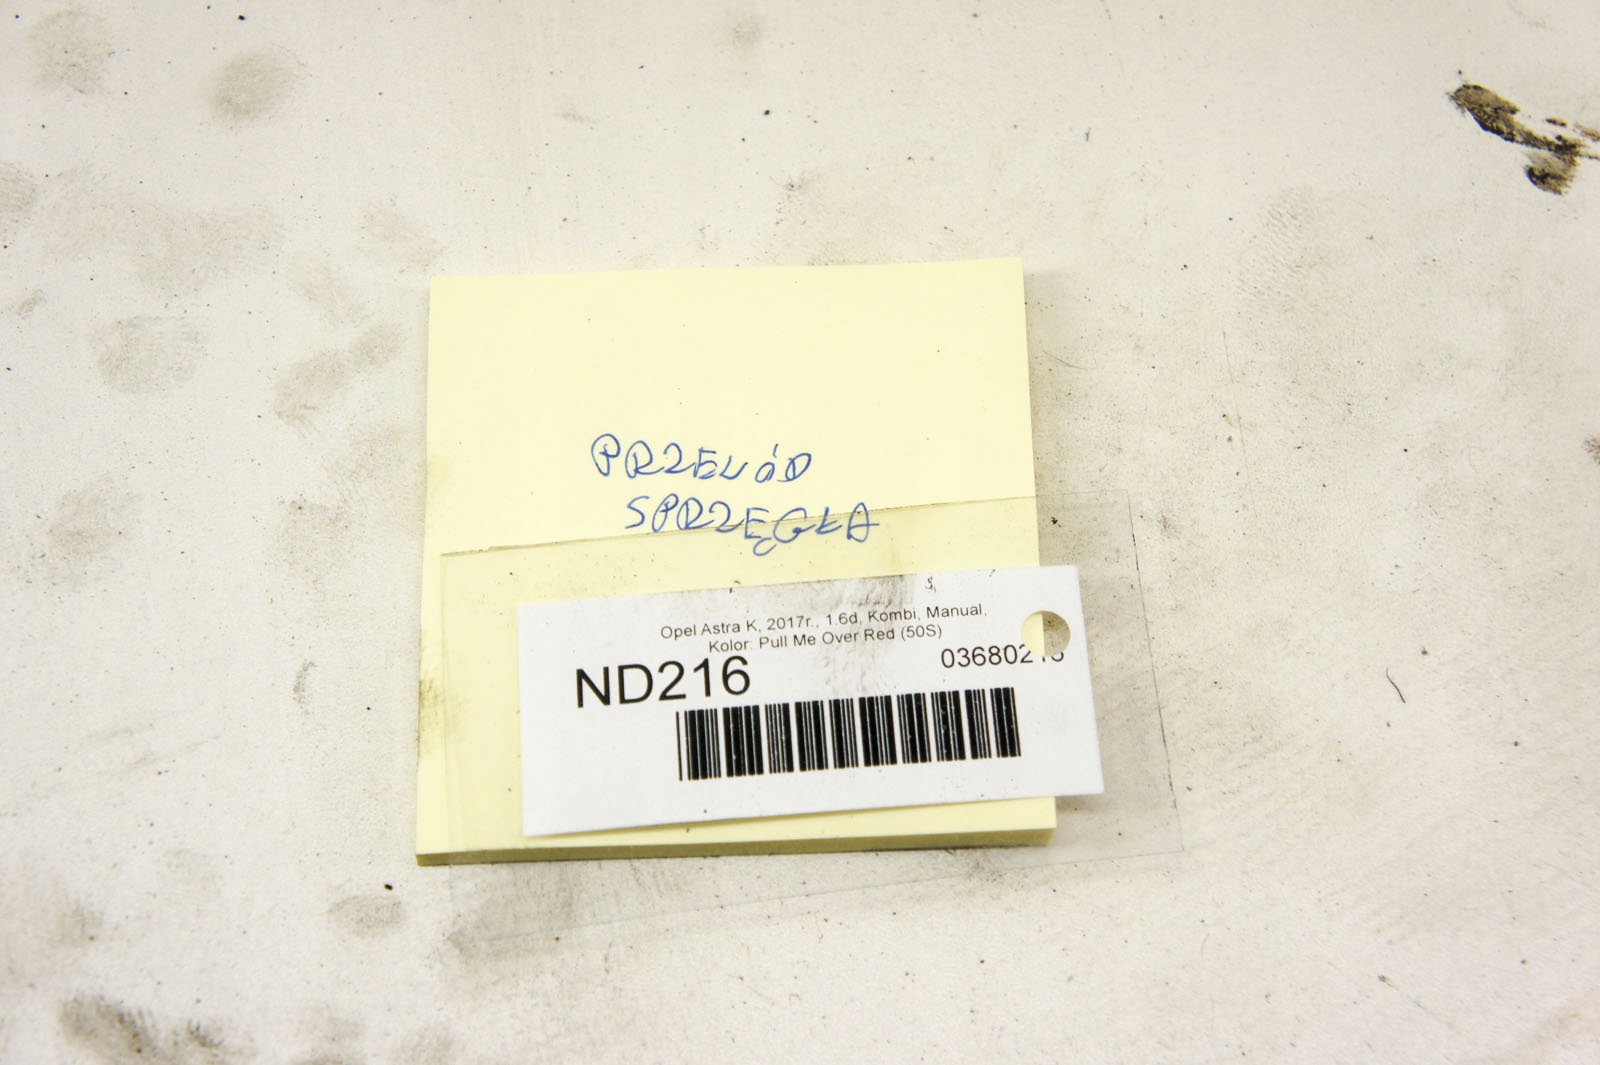 PRZEWÓD
SPRZĘGŁA
Opel Astra K, 2017r., 1.6d, Kombi, Manual,
Kolor: Pull Me Over Red (50S)
ND216